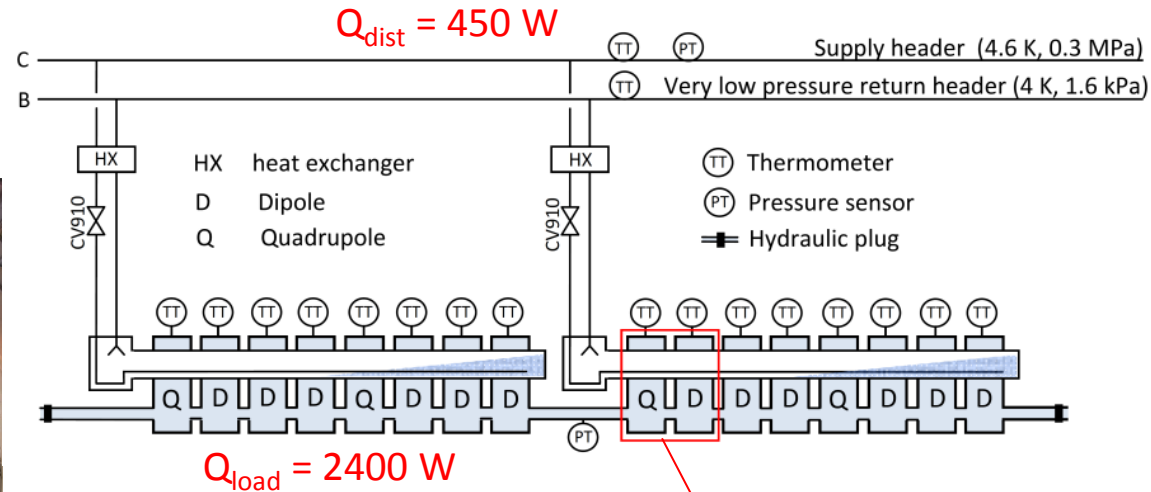 Q_dist = 450 W
C TT PT Supply header (4.6 K, 0.3 MPa)
B TT Very low pressure return header (4 K, 1.6 kPa)
HX HX heat exchanger HX TT Thermometer
CV910 D Dipole CV910 PT Pressure sensor
Q Quadrupole Hydraulic plug
TT TT TT TT TT TT TT TT TT TT TT TT TT TT TT TT
Q D D D Q D D D Q D D D Q D D D
PT
Q_load = 2400 W